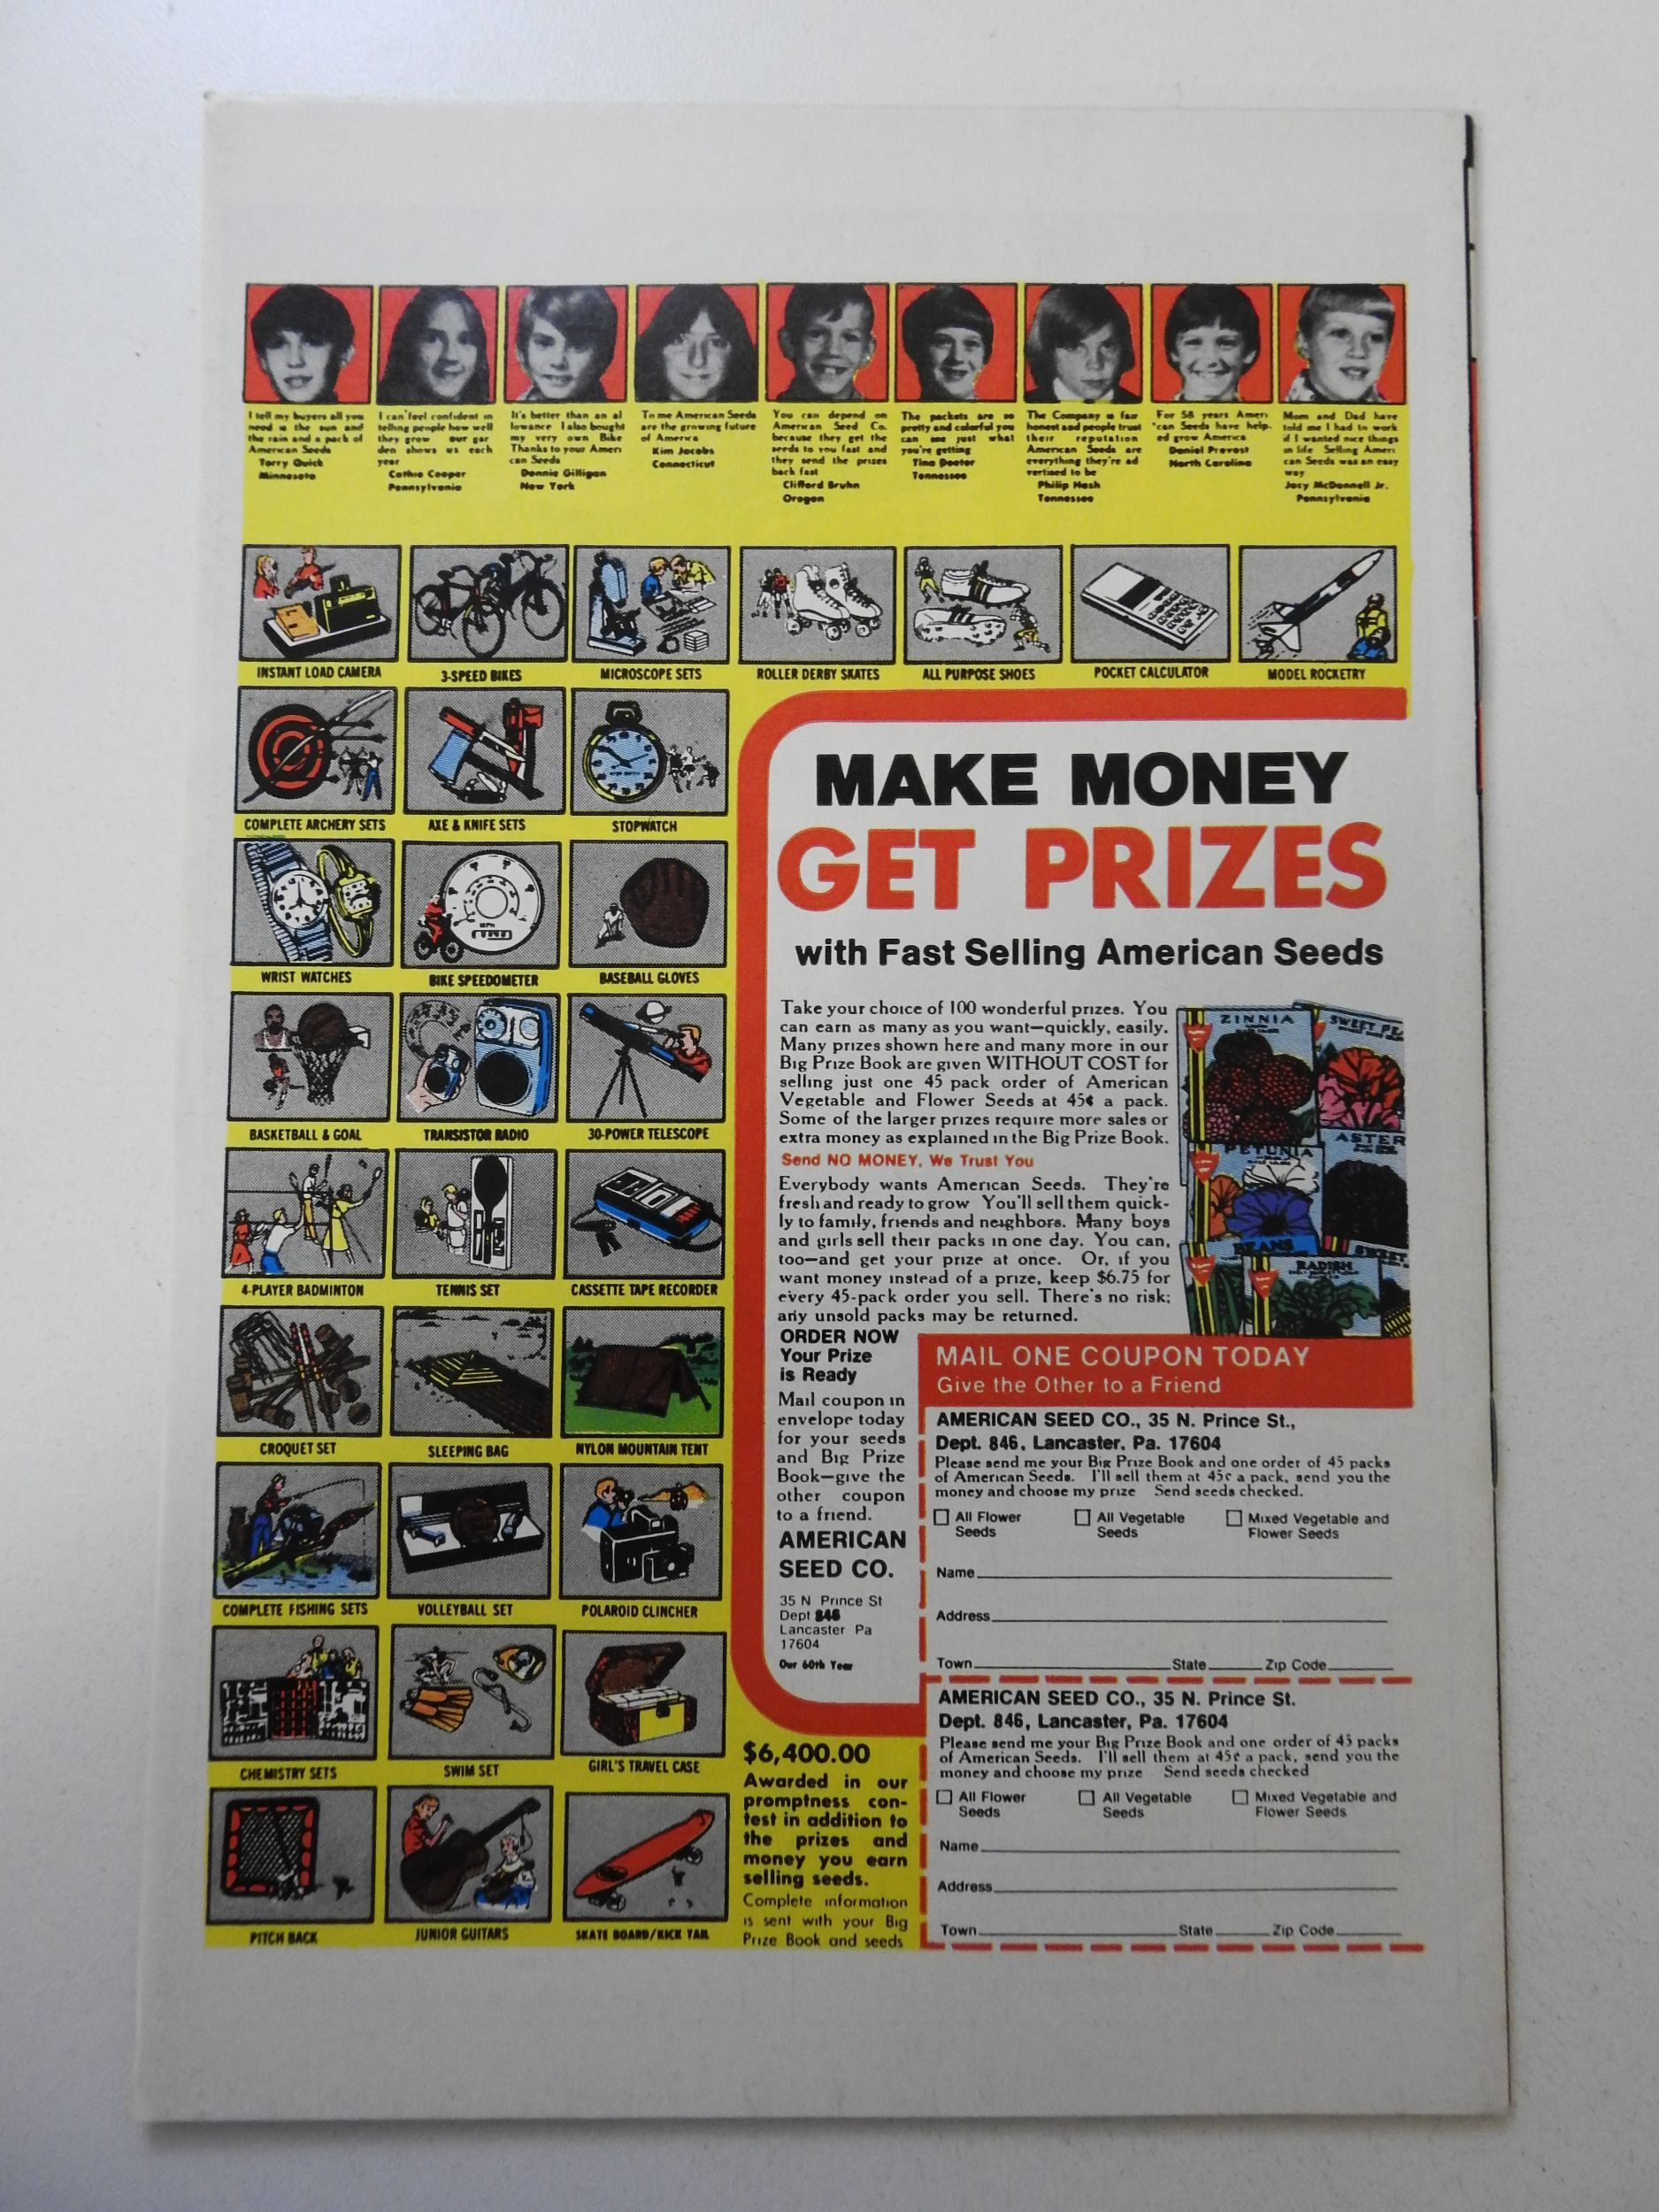 I tell my buyers all you
need is the sun and
the rain and a pack of
American Seeds
Terry Quick
Minnesota
I can feel confident in
telling people how well
they grow our gar
den shows us each
year
Cathie Cooper
Pennsylvania
It's better than an al
lowance I also bought
my very own Bike
Thanks to your Ameri
can Seeds
Donnie Gilligan
New York
To me American Seeds
are the growing future
of America
Kim Jacobs
Connecticut
You can depend on
American Seed Co.
because they get the
seeds to you fast and
they send the prizes
back fast
Clifford Bruhn
Oregon
The packets are so
pretty and colorful you
can see just what
you're getting
Tina
Tennessee
The Company is fair
honest and people trust
their reputation
American Seeds are
everything they're ad
vertised to be
Philip Hash
Tennessee
For 58 years Ameri
can Seeds have help.
ed grow America
Daniel Provost
North Carolina
Mom and Dad have
told me I had to work
if I wanted nice things
in life Selling Ameri
can Seeds was an easy
way
Joey McDonnell Jr.
Pennsylvania
INSTANT LOAD CAMERA
3-SPEED BIKES
MICROSCOPE SETS
ROLLER DERBY SKATES
ALL PURPOSE SHOES
POCKET CALCULATOR
MODEL ROCKETRY
COMPLETE ARCHERY SETS
AXE & KNIFE SETS
STOPWATCH
WRIST WATCHES
MPH
BIKE SPEEDOMETER
BASEBALL GLOVES
BASKETBALL & GOAL
TRANSISTOR RADIO
30-POWER TELESCOPE
4-PLAYER BADMINTON
TENNIS SET
CASSETTE TAPE RECORDER
CROQUET SET
SLEEPING BAG
NYLON MOUNTAIN TENT
COMPLETE FISHING SETS
VOLLEYBALL SET
POLAROID CLINCHER
CHEMISTRY SETS
SWIM SET
GIRL'S TRAVEL CASE
PITCH BACK
JUNIOR GUITARS
SKATE BOARD/KICK TAIL
MAKE MONEY
GET PRIZES
with Fast Selling American Seeds
Take your choice of 100 wonderful prizes. You
can earn as many as you want—quickly, easily.
Many prizes shown here and many more in our
Big Prize Book are given WITHOUT COST for
selling just one 45 pack order of American
Vegetable and Flower Seeds at 45¢ a pack.
Some of the larger prizes require more sales or
extra money as explained in the Big Prize Book.
Send NO MONEY, We Trust You
Everybody wants American Seeds. They're
fresh and ready to grow You'll sell them quick-
ly to family, friends and neighbors. Many boys
and girls sell their packs in one day. You can,
too—and get your prize at once. Or, if you
want money instead of a prize, keep $6.75 for
every 45-pack order you sell. There's no risk;
any unsold packs may be returned.
ZINNIA
SWEET PE
PETUNIA
ASTER
BEANS
RADISH
SWEET
ORDER NOW
Your Prize
is Ready
Mail coupon in
envelope today
for your seeds
and Big Prize
Book—give the
other coupon
to a friend.
AMERICAN
SEED CO.
35 N Prince St
Dept 846
Lancaster Pa
17604
Our 60th Year
MAIL ONE COUPON TODAY
Give the Other to a Friend
AMERICAN SEED CO., 35 N. Prince St.,
Dept. 846, Lancaster, Pa. 17604
Please send me your Big Prize Book and one order of 45 packs
of American Seeds. I'll sell them at 45¢ a pack, send you the
money and choose my prize Send seeds checked.
All Flower Seeds
All Vegetable Seeds
Mixed Vegetable and Flower Seeds
Name
Address
Town State Zip Code
AMERICAN SEED CO., 35 N. Prince St.
Dept. 846, Lancaster, Pa. 17604
Please send me your Big Prize Book and one order of 45 packs
of American Seeds. I'll sell them at 45¢ a pack, send you the
money and choose my prize Send seeds checked
All Flower Seeds
All Vegetable Seeds
Mixed Vegetable and Flower Seeds
Name
Address
Town State Zip Code
$6,400.00
Awarded in our
promptness con-
test in addition to
the prizes and
money you earn
selling seeds.
Complete information
is sent with your Big
Prize Book and seeds